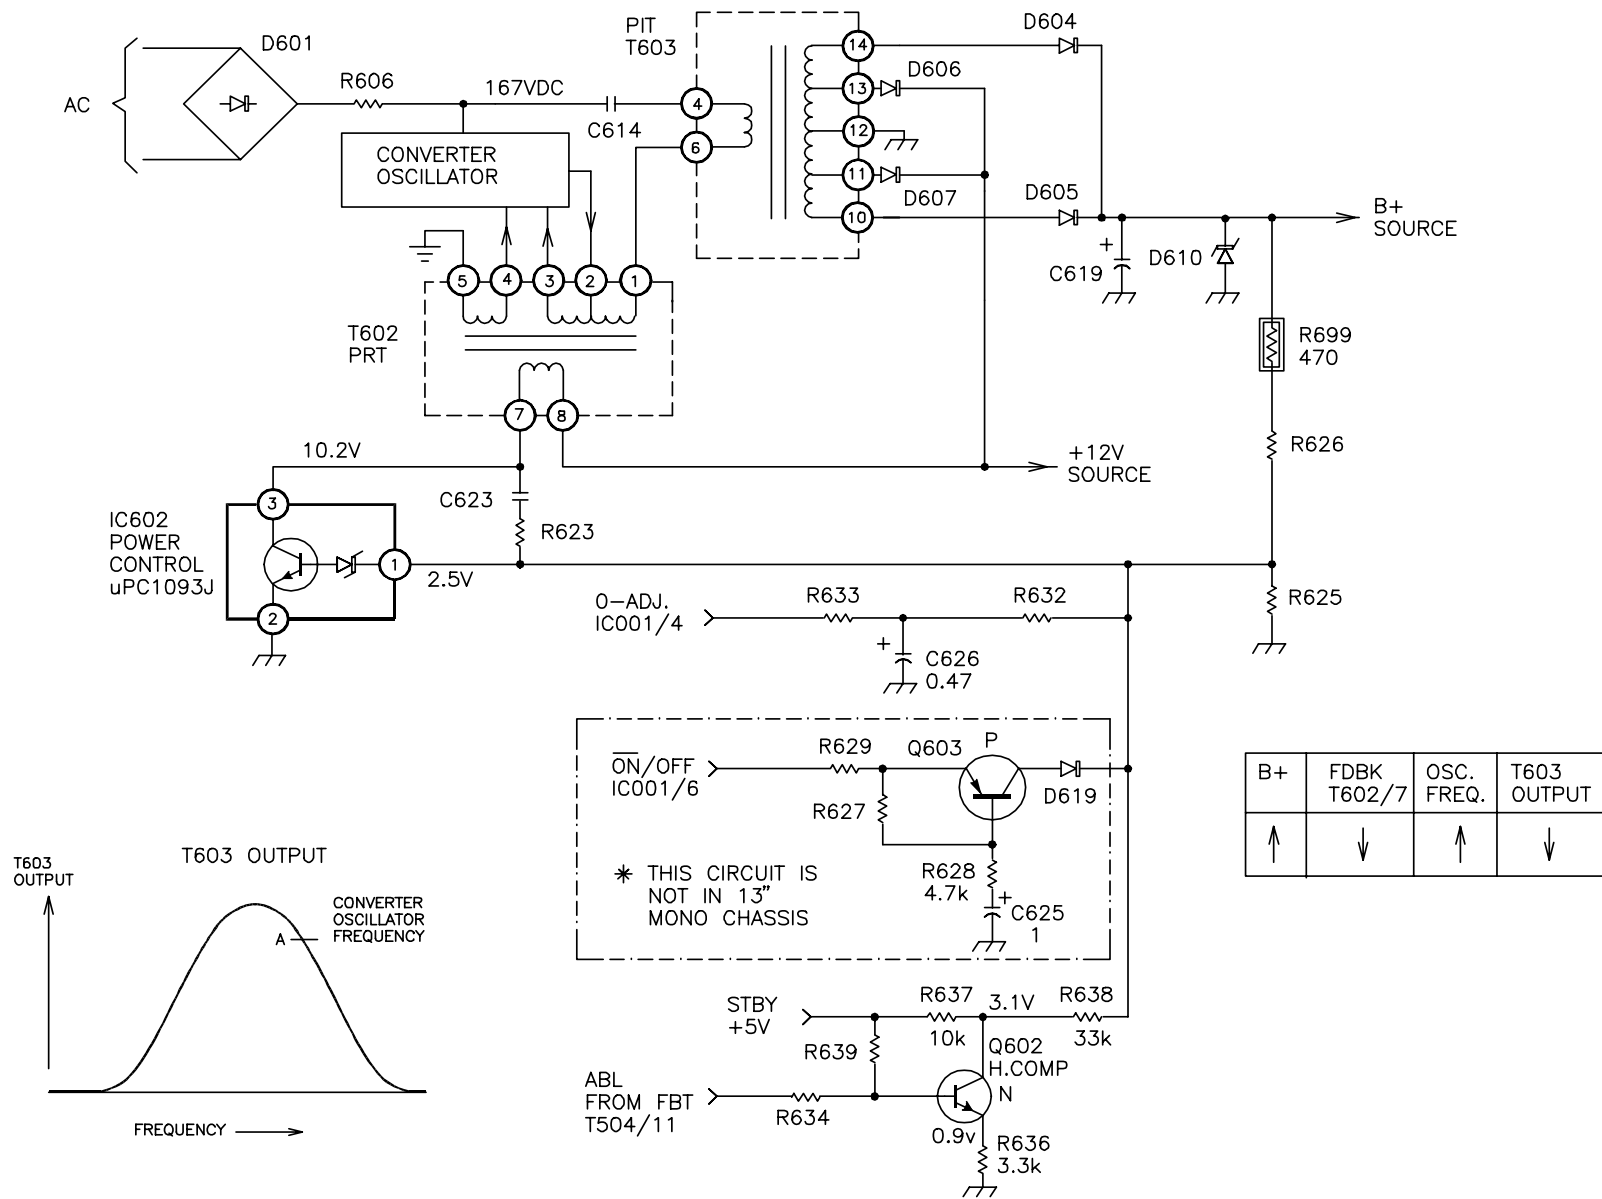 PIT
T603
D604
D601
R606
167VDC
C614
AC
4
6
14
13
12
11
10
D606
D607
D605
B+
SOURCE
CONVERTER
OSCILLATOR
+
C619
D610
5
4
3
2
1
T602
PRT
R699
470
7
8
R626
10.2V
+12V
SOURCE
C623
R623
3
IC602
POWER
CONTROL
uPC1093J
1
2.5V
2
R625
O-ADJ.
IC001/4
R633
R632
+
C626
0.47
ON/OFF
IC001/6
R629
Q603
P
D619
R627
R628
4.7k
+
C625
1
* THIS CIRCUIT IS
NOT IN 13"
MONO CHASSIS
B+
FDBK
T602/7
OSC.
FREQ.
T603
OUTPUT
T603 OUTPUT
T603
OUTPUT
CONVERTER
OSCILLATOR
FREQUENCY
A
FREQUENCY
STBY
+5V
R637
10k
3.1V
R638
33k
R639
Q602
H.COMP
N
ABL
FROM FBT
T504/11
R634
0.9v
R636
3.3k